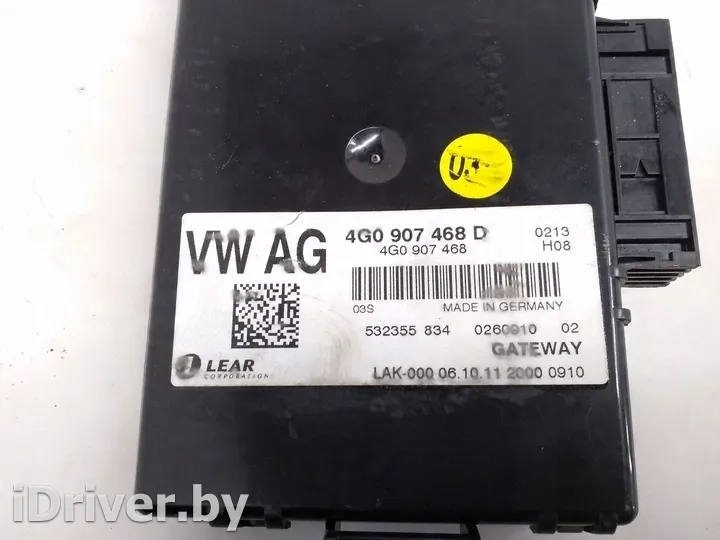 VW AG
4G0 907 468 D
4G0 907 468
0213
H08
03S
MADE IN GERMANY
532355 834
0260910 02
GATEWAY
LEAR
CORPORATION
LAK-000 06.10.11 2000 0910
iDriver.by